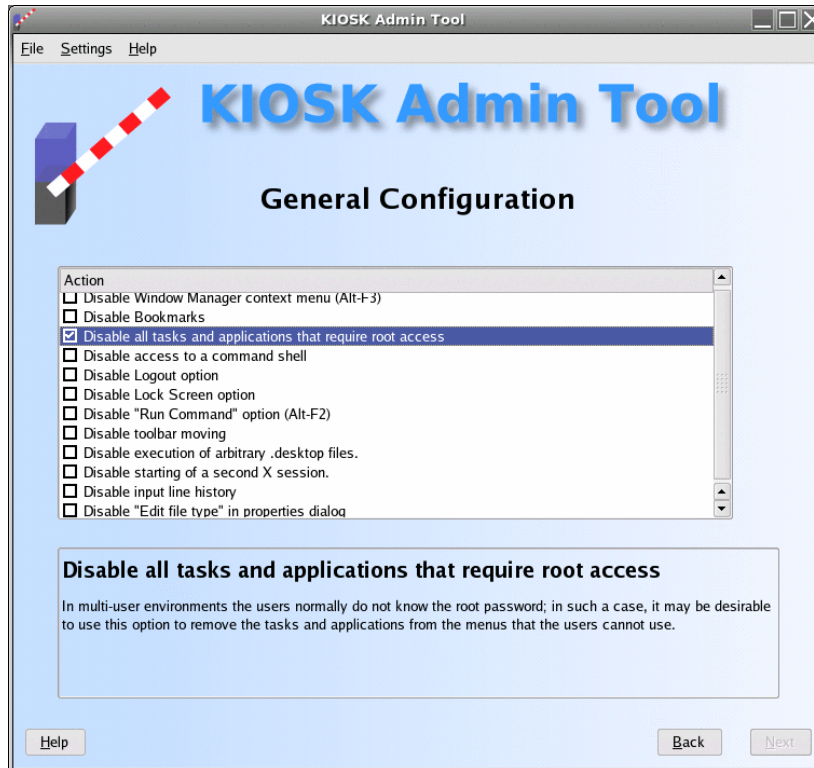 KIOSK Admin Tool
File Settings Help
KIOSK Admin Tool
General Configuration
Action
Disable Window Manager context menu (Alt-F3)
Disable Bookmarks
Disable all tasks and applications that require root access
Disable access to a command shell
Disable Logout option
Disable Lock Screen option
Disable "Run Command" option (Alt-F2)
Disable toolbar moving
Disable execution of arbitrary .desktop files.
Disable starting of a second X session.
Disable input line history
Disable "Edit file type" in properties dialog
Disable all tasks and applications that require root access
In multi-user environments the users normally do not know the root password; in such a case, it may be desirable
to use this option to remove the tasks and applications from the menus that the users cannot use.
Help Back Next